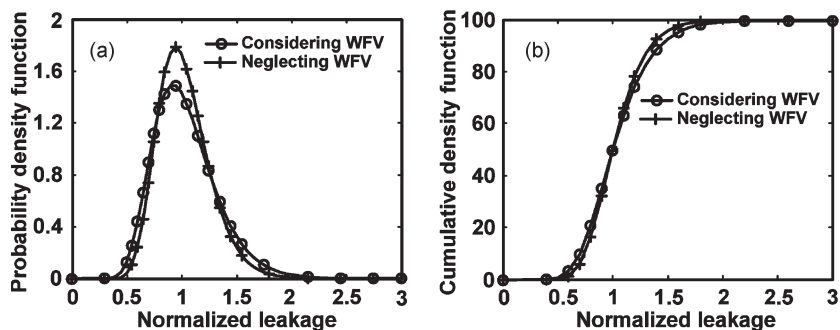 Probability density function
2
1.6
1.2
0.8
0.4
0
(a)
Considering WFV
Neglecting WFV
0 0.5 1 1.5 2 2.5 3
Normalized leakage
Cumulative density function
100
80
60
40
20
0
(b)
Considering WFV
Neglecting WFV
0 0.5 1 1.5 2 2.5 3
Normalized leakage